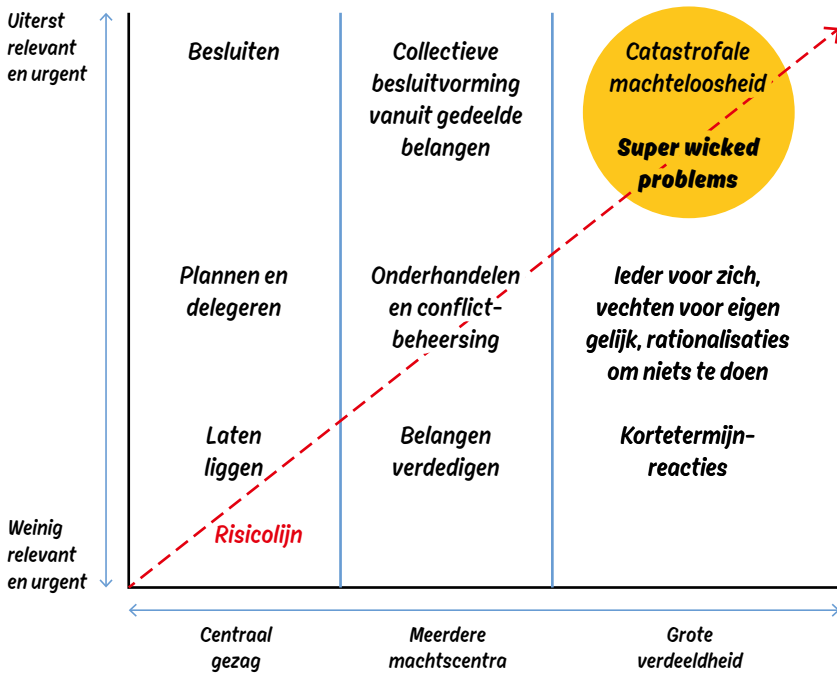 Uiterst
relevant
en urgent
Besluiten
Collectieve
besluitvorming
vanuit gedeelde
belangen
Catastrofale
machteloosheid
Super wicked
problems
Plannen en
delegeren
Onderhandelen
en conflict-
beheersing
Ieder voor zich,
vechten voor eigen
gelijk, rationalisaties
om niets te doen
Laten
liggen
Belangen
verdedigen
Kortetermijn-
reacties
Risicolijn
Weinig
relevant
en urgent
Centraal
gezag
Meerdere
machtscentra
Grote
verdeeldheid